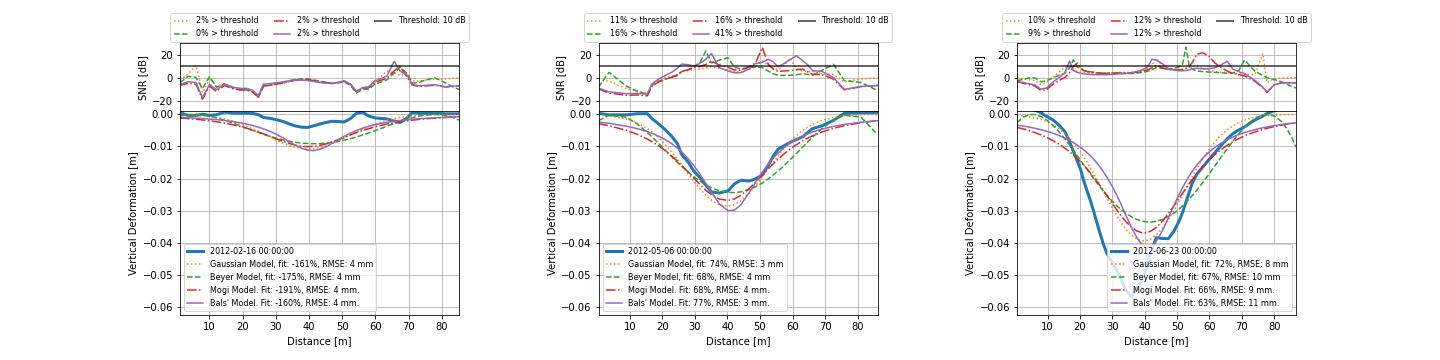 2% > threshold 2% > threshold Threshold: 10 dB
0% > threshold 2% > threshold
SNR [dB]
20
0
−20
0.00
−0.01
−0.02
−0.03
−0.04
−0.05
−0.06
Vertical Deformation [m]
2012-02-16 00:00:00
Gaussian Model, fit: -161%, RMSE: 4 mm
Beyer Model, fit: -175%, RMSE: 4 mm
Mogi Model. Fit: -191%, RMSE: 4 mm.
Bals' Model. Fit: -160%, RMSE: 4 mm.
10 20 30 40 50 60 70 80
Distance [m]
11% > threshold 16% > threshold Threshold: 10 dB
16% > threshold 41% > threshold
SNR [dB]
20
0
−20
0.00
−0.01
−0.02
−0.03
−0.04
−0.05
−0.06
Vertical Deformation [m]
2012-05-06 00:00:00
Gaussian Model, fit: 74%, RMSE: 3 mm
Beyer Model, fit: 68%, RMSE: 4 mm
Mogi Model. Fit: 68%, RMSE: 4 mm.
Bals' Model. Fit: 77%, RMSE: 3 mm.
10 20 30 40 50 60 70 80
Distance [m]
10% > threshold 12% > threshold Threshold: 10 dB
9% > threshold 12% > threshold
SNR [dB]
20
0
−20
0.00
−0.01
−0.02
−0.03
−0.04
−0.05
−0.06
Vertical Deformation [m]
2012-06-23 00:00:00
Gaussian Model, fit: 72%, RMSE: 8 mm
Beyer Model, fit: 67%, RMSE: 10 mm
Mogi Model. Fit: 66%, RMSE: 9 mm.
Bals' Model. Fit: 63%, RMSE: 11 mm.
10 20 30 40 50 60 70 80
Distance [m]